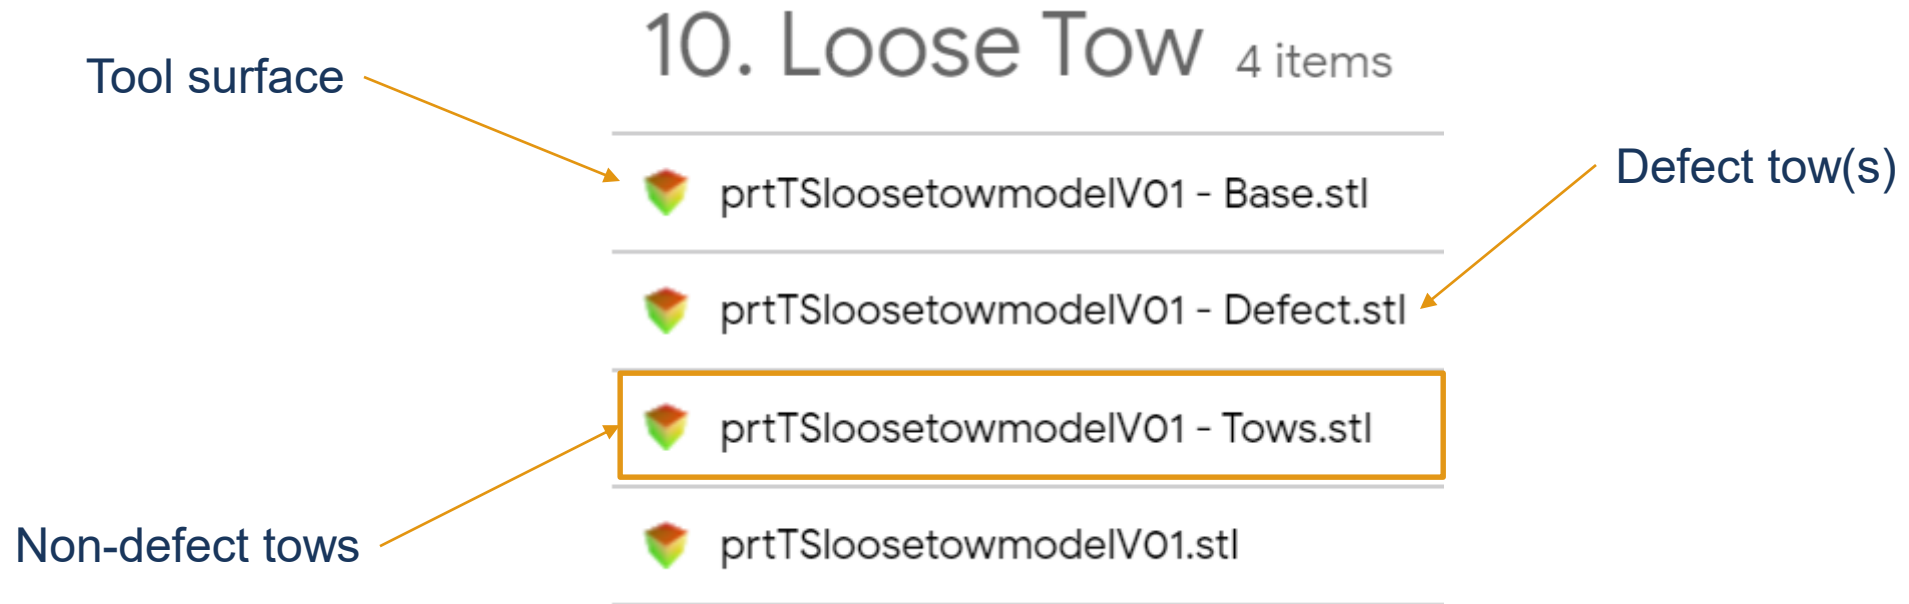 10. Loose Tow 4 items
Tool surface
prtTSloosetowmodelV01 - Base.stl
Defect tow(s)
prtTSloosetowmodelV01 - Defect.stl
prtTSloosetowmodelV01 - Tows.stl
Non-defect tows
prtTSloosetowmodelV01.stl